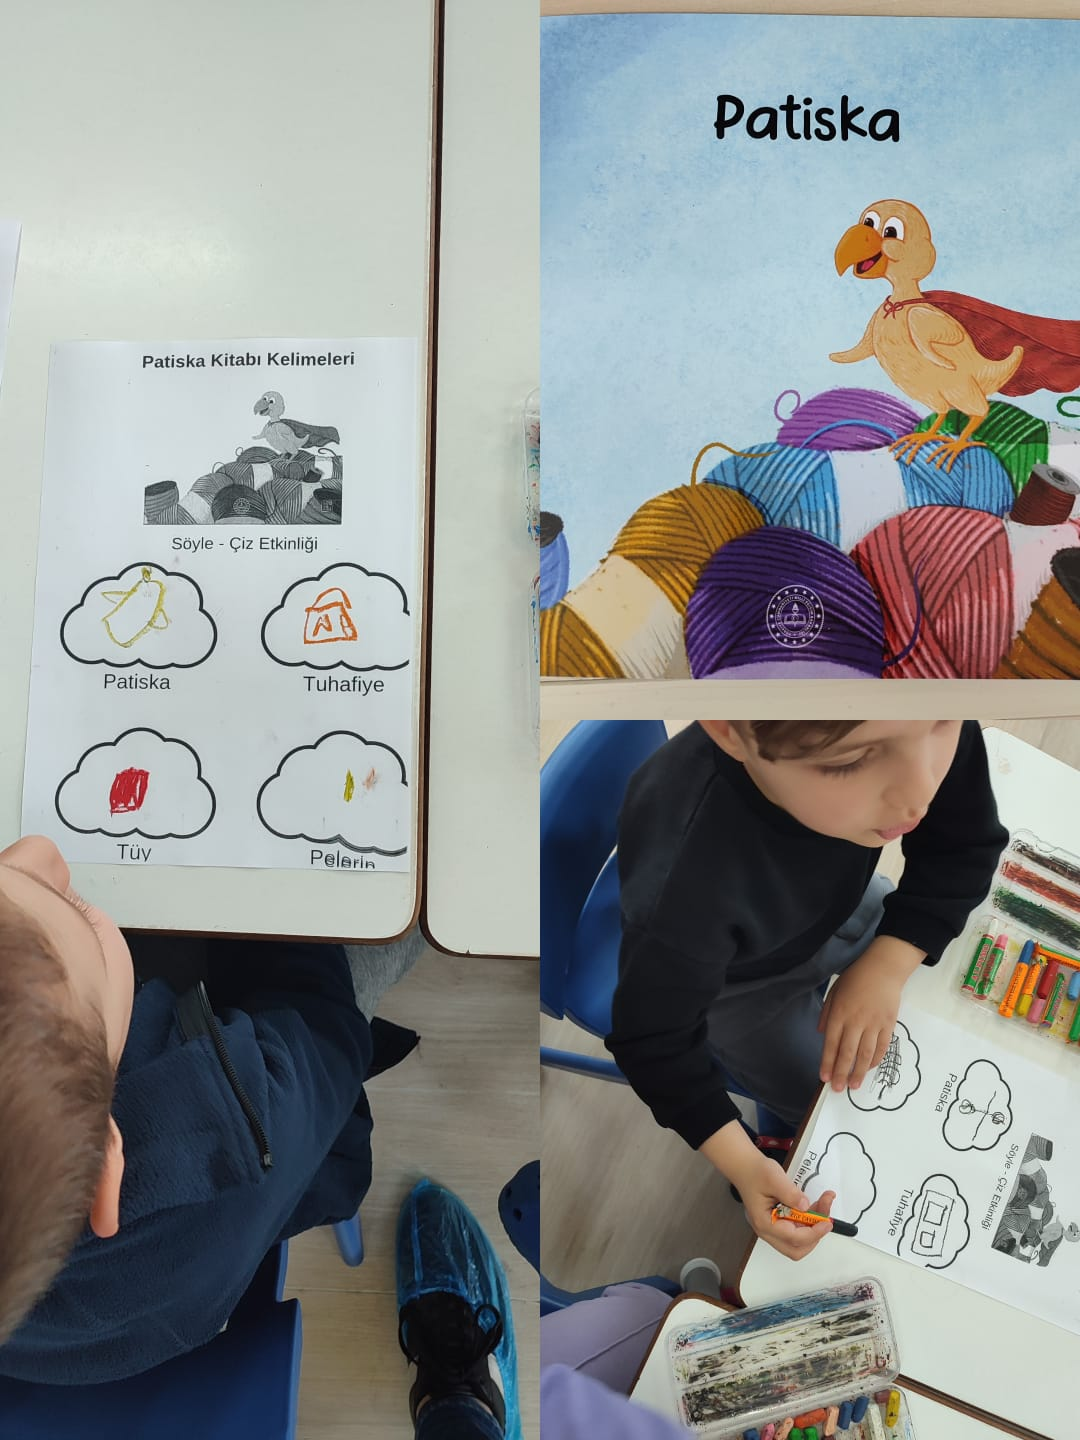 Patiska Kitabı Kelimeleri
Söyle - Çiz Etkinliği
Patiska
Tuhafiye
Tüy
Pelerin
Patiska
Söyle - Çiz Etkinliği
Patiska
Tuhafiye